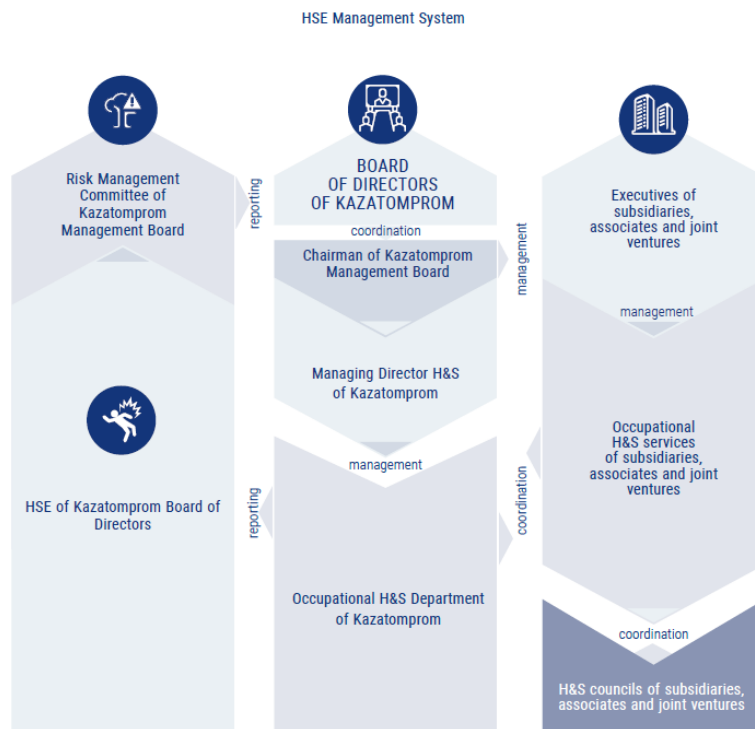 HSE Management System
Risk Management
Committee of
Kazatomprom
Management Board
reporting
HSE of Kazatomprom Board of
Directors
reporting
BOARD
OF DIRECTORS
OF KAZATOMPROM
coordination
Chairman of Kazatomprom
Management Board
management
Managing Director H&S
of Kazatomprom
management
Occupational H&S Department
of Kazatomprom
coordination
Executives of
subsidiaries,
associates and joint
ventures
management
Occupational
H&S services
of subsidiaries,
associates and joint
ventures
coordination
H&S councils of subsidiaries,
associates and joint ventures